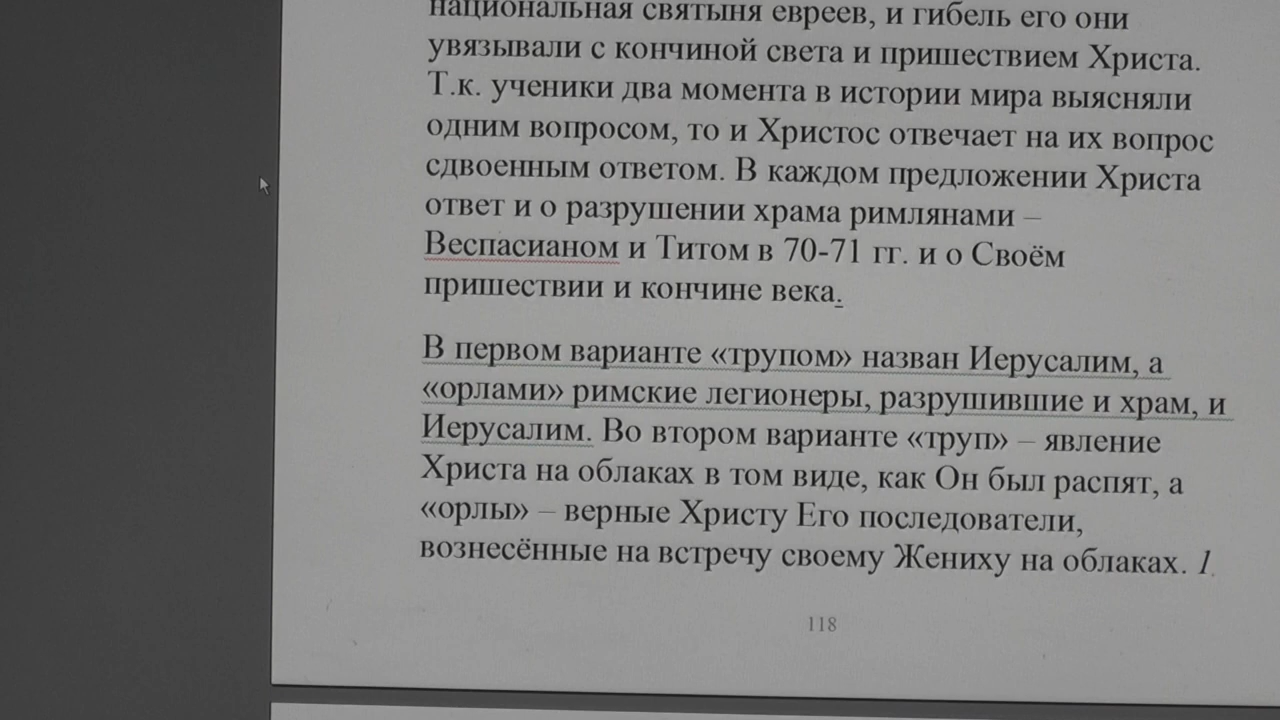 национальная святыня евреев, и гибель его они
увязывали с кончиной света и пришествием Христа.
Т.к. ученики два момента в истории мира выясняли
одним вопросом, то и Христос отвечает на их вопрос
сдвоенным ответом. В каждом предложении Христа
ответ и о разрушении храма римлянами –
Веспасианом и Титом в 70-71 гг. и о Своём
пришествии и кончине века.
В первом варианте «трупом» назван Иерусалим, а
«орлами» римские легионеры, разрушившие и храм, и
Иерусалим. Во втором варианте «труп» – явление
Христа на облаках в том виде, как Он был распят, а
«орлы» – верные Христу Его последователи,
вознесённые на встречу своему Жениху на облаках. 1
118